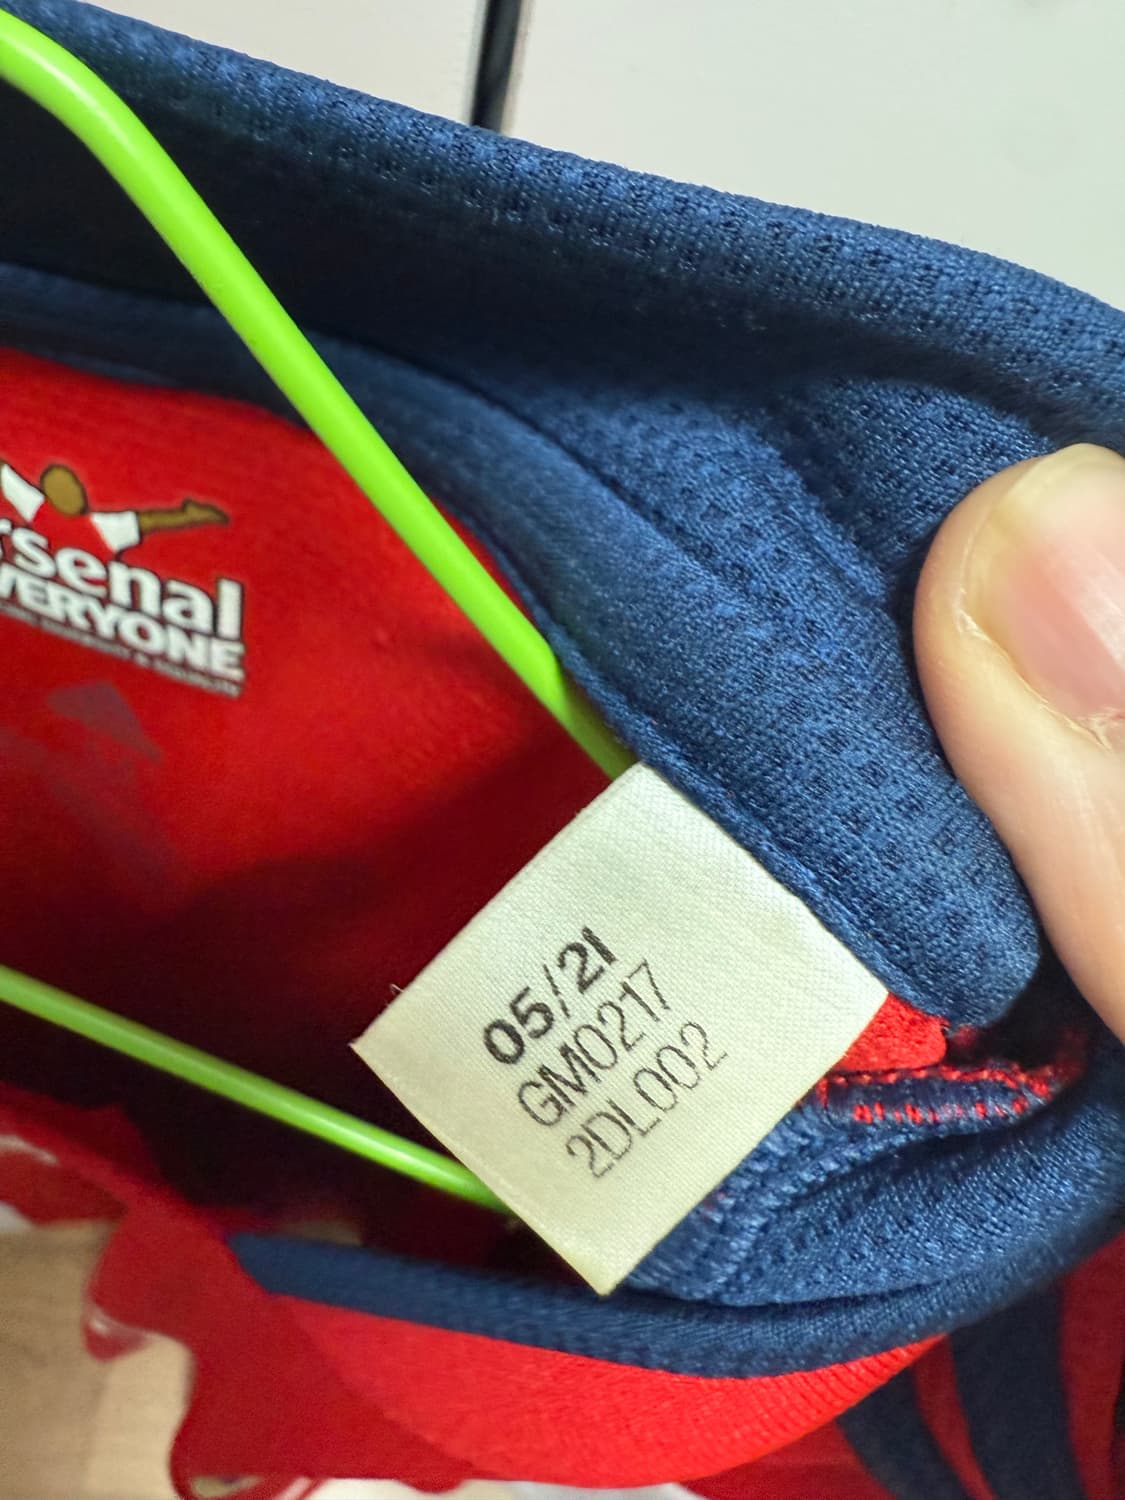 rsenal
VERYONE
05/21
GM0217
2DL002